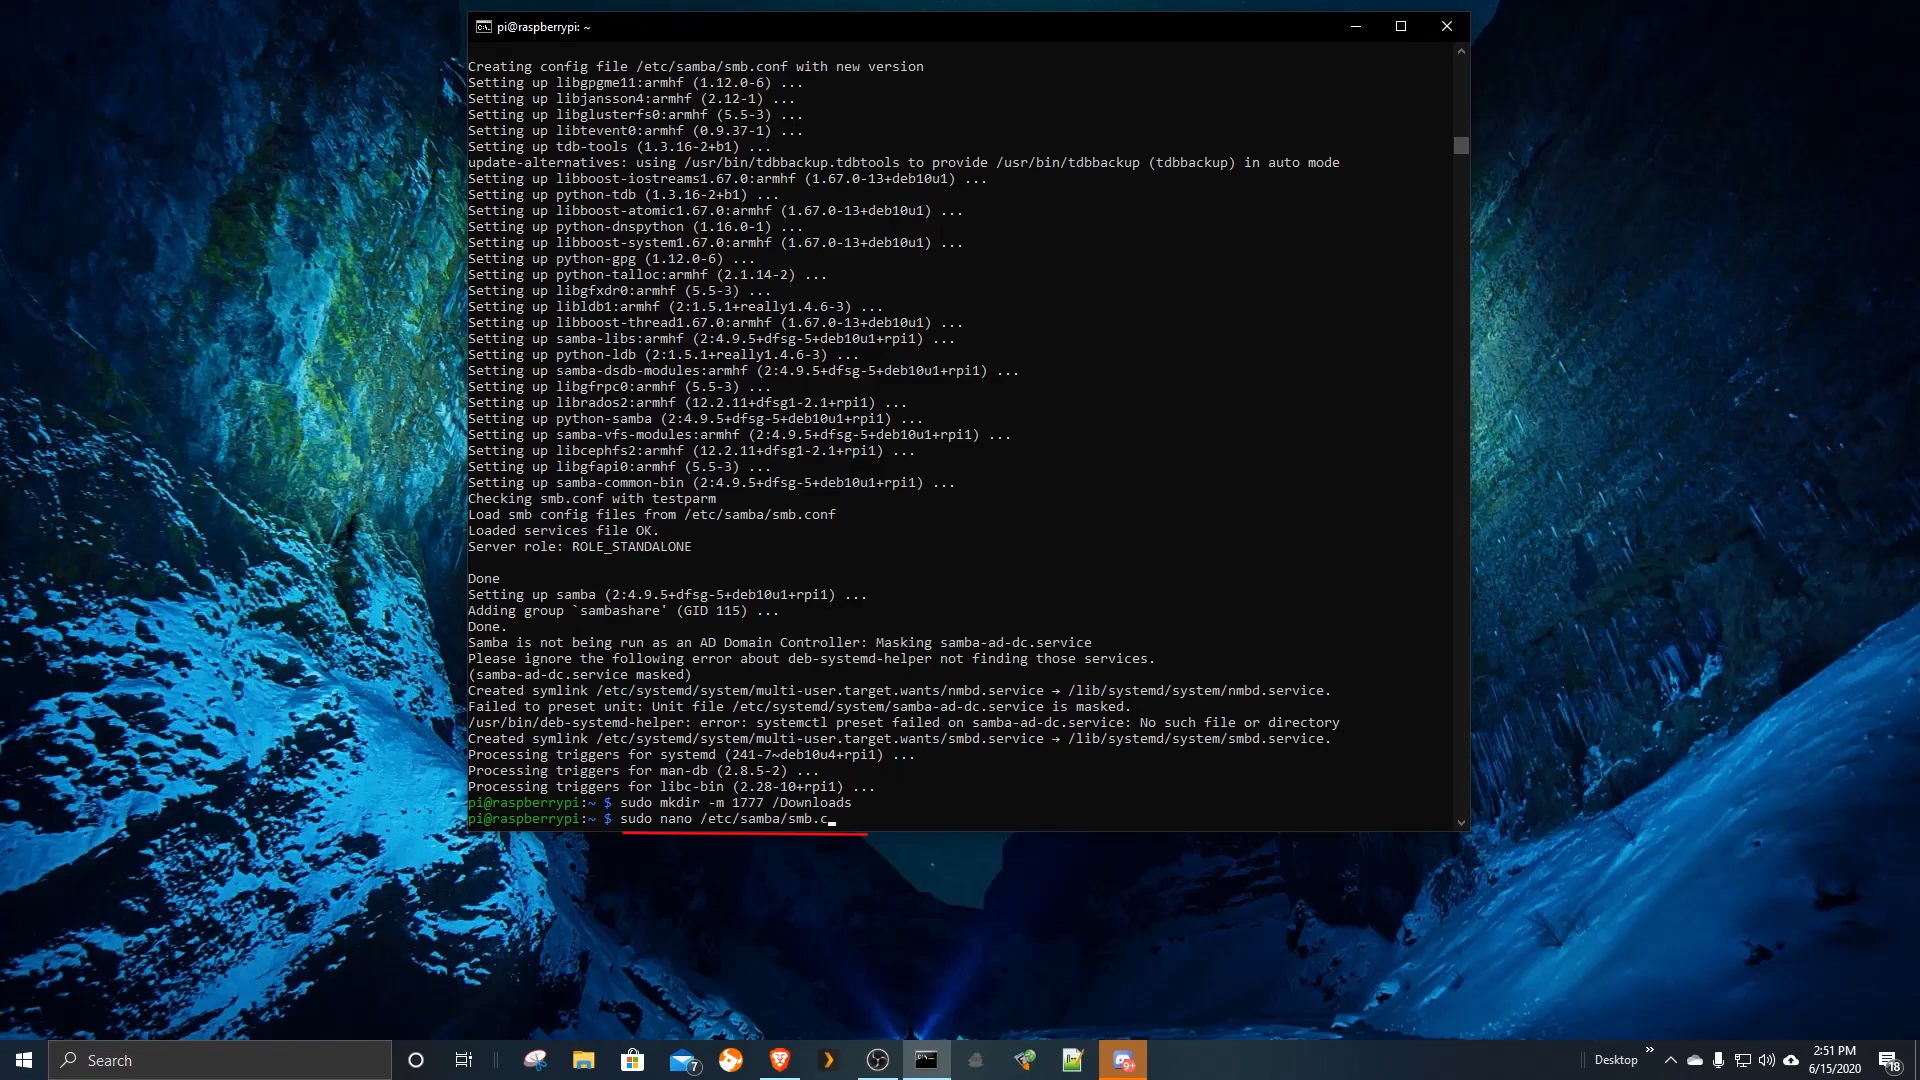 pi@raspberrypi: ~
Creating config file /etc/samba/smb.conf with new version
Setting up libgpgme11:armhf (1.12.0-6) ...
Setting up libjansson4:armhf (2.12-1) ...
Setting up libglusterfs0:armhf (5.5-3) ...
Setting up libtevent0:armhf (0.9.37-1) ...
Setting up tdb-tools (1.3.16-2+b1) ...
update-alternatives: using /usr/bin/tdbbackup.tdbtools to provide /usr/bin/tdbbackup (tdbbackup) in auto mode
Setting up libboost-iostreams1.67.0:armhf (1.67.0-13+deb10u1) ...
Setting up python-tdb (1.3.16-2+b1) ...
Setting up libboost-atomic1.67.0:armhf (1.67.0-13+deb10u1) ...
Setting up python-dnspython (1.16.0-1) ...
Setting up libboost-system1.67.0:armhf (1.67.0-13+deb10u1) ...
Setting up python-gpg (1.12.0-6) ...
Setting up python-talloc:armhf (2.1.14-2) ...
Setting up libgfxdr0:armhf (5.5-3) ...
Setting up libldb1:armhf (2:1.5.1+really1.4.6-3) ...
Setting up libboost-thread1.67.0:armhf (1.67.0-13+deb10u1) ...
Setting up samba-libs:armhf (2:4.9.5+dfsg-5+deb10u1+rpi1) ...
Setting up python-ldb (2:1.5.1+really1.4.6-3) ...
Setting up samba-dsdb-modules:armhf (2:4.9.5+dfsg-5+deb10u1+rpi1) ...
Setting up libgfrpc0:armhf (5.5-3) ...
Setting up librados2:armhf (12.2.11+dfsg1-2.1+rpi1) ...
Setting up python-samba (2:4.9.5+dfsg-5+deb10u1+rpi1) ...
Setting up samba-vfs-modules:armhf (2:4.9.5+dfsg-5+deb10u1+rpi1) ...
Setting up libcephfs2:armhf (12.2.11+dfsg1-2.1+rpi1) ...
Setting up libgfapi0:armhf (5.5-3) ...
Setting up samba-common-bin (2:4.9.5+dfsg-5+deb10u1+rpi1) ...
Checking smb.conf with testparm
Load smb config files from /etc/samba/smb.conf
Loaded services file OK.
Server role: ROLE_STANDALONE
Done
Setting up samba (2:4.9.5+dfsg-5+deb10u1+rpi1) ...
Adding group `sambashare' (GID 115) ...
Done.
Samba is not being run as an AD Domain Controller: Masking samba-ad-dc.service
Please ignore the following error about deb-systemd-helper not finding those services.
(samba-ad-dc.service masked)
Created symlink /etc/systemd/system/multi-user.target.wants/nmbd.service → /lib/systemd/system/nmbd.service.
Failed to preset unit: Unit file /etc/systemd/system/samba-ad-dc.service is masked.
/usr/bin/deb-systemd-helper: error: systemctl preset failed on samba-ad-dc.service: No such file or directory
Created symlink /etc/systemd/system/multi-user.target.wants/smbd.service → /lib/systemd/system/smbd.service.
Processing triggers for systemd (241-7~deb10u4+rpi1) ...
Processing triggers for man-db (2.8.5-2) ...
Processing triggers for libc-bin (2.28-10+rpi1) ...
pi@raspberrypi:~ $ sudo mkdir -m 1777 /Downloads
pi@raspberrypi:~ $ sudo nano /etc/samba/smb.c
Search
7
9+
Desktop
2:51 PM
6/15/2020
18